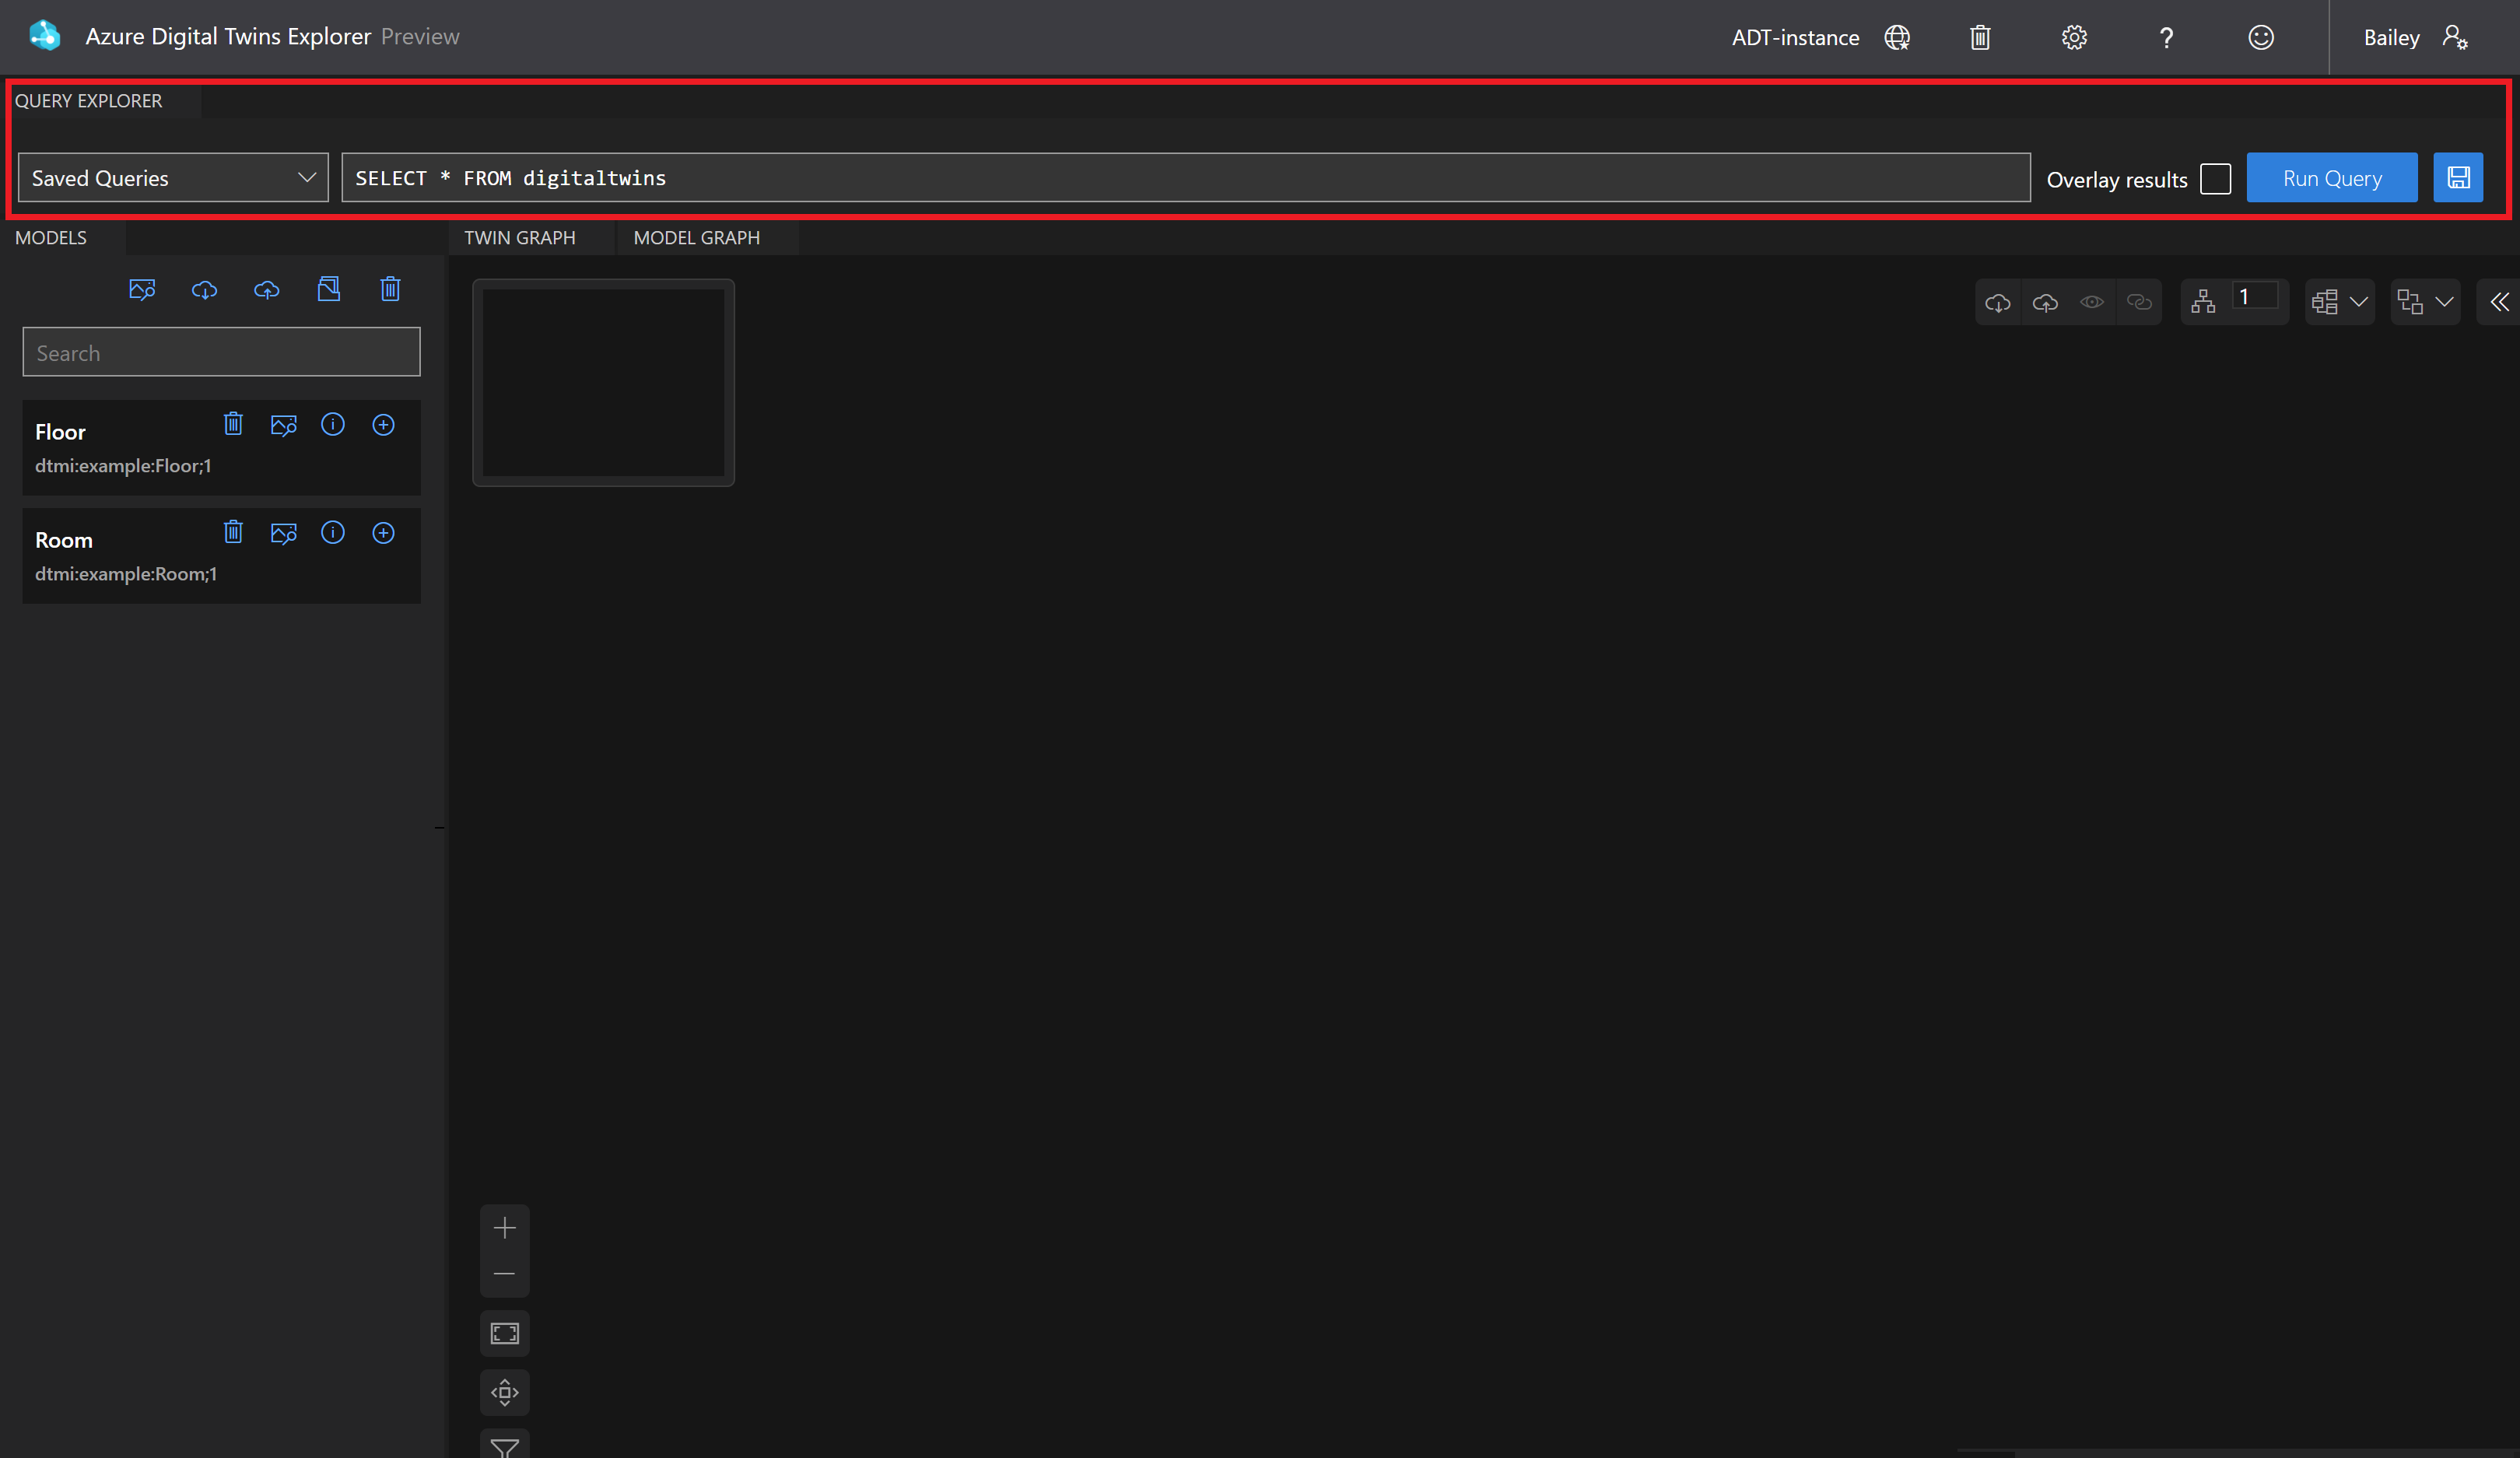 Azure Digital Twins Explorer Preview
ADT-instance
?
Bailey
QUERY EXPLORER
Saved Queries
SELECT * FROM digitaltwins
Overlay results
Run Query
MODELS
TWIN GRAPH
MODEL GRAPH
1
Search
Floor
dtmi:example:Floor;1
Room
dtmi:example:Room;1